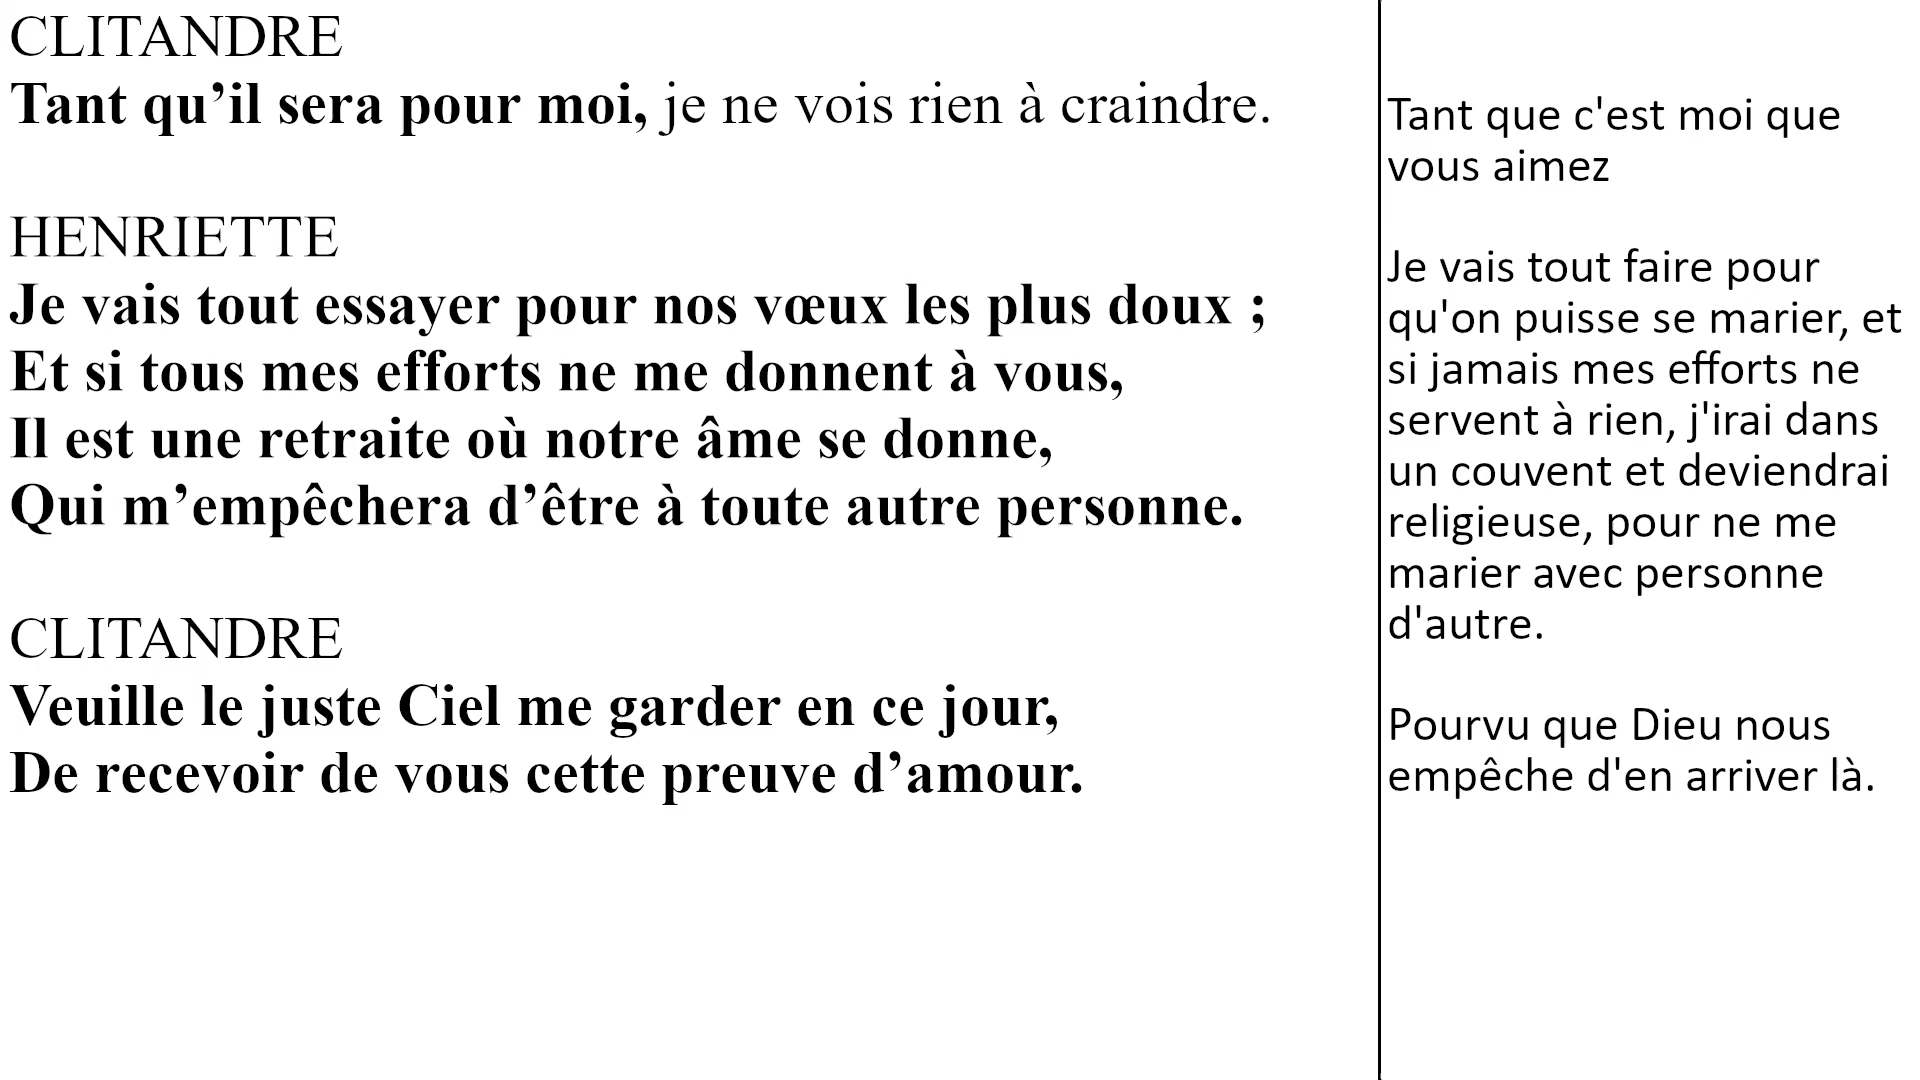 CLITANDRE
Tant qu’il sera pour moi, je ne vois rien à craindre.
HENRIETTE
Je vais tout essayer pour nos vœux les plus doux ;
Et si tous mes efforts ne me donnent à vous,
Il est une retraite où notre âme se donne,
Qui m’empêchera d’être à toute autre personne.
CLITANDRE
Veuille le juste Ciel me garder en ce jour,
De recevoir de vous cette preuve d’amour.
Tant que c'est moi que
vous aimez
Je vais tout faire pour
qu'on puisse se marier, et
si jamais mes efforts ne
servent à rien, j'irai dans
un couvent et deviendrai
religieuse, pour ne me
marier avec personne
d'autre.
Pourvu que Dieu nous
empêche d'en arriver là.